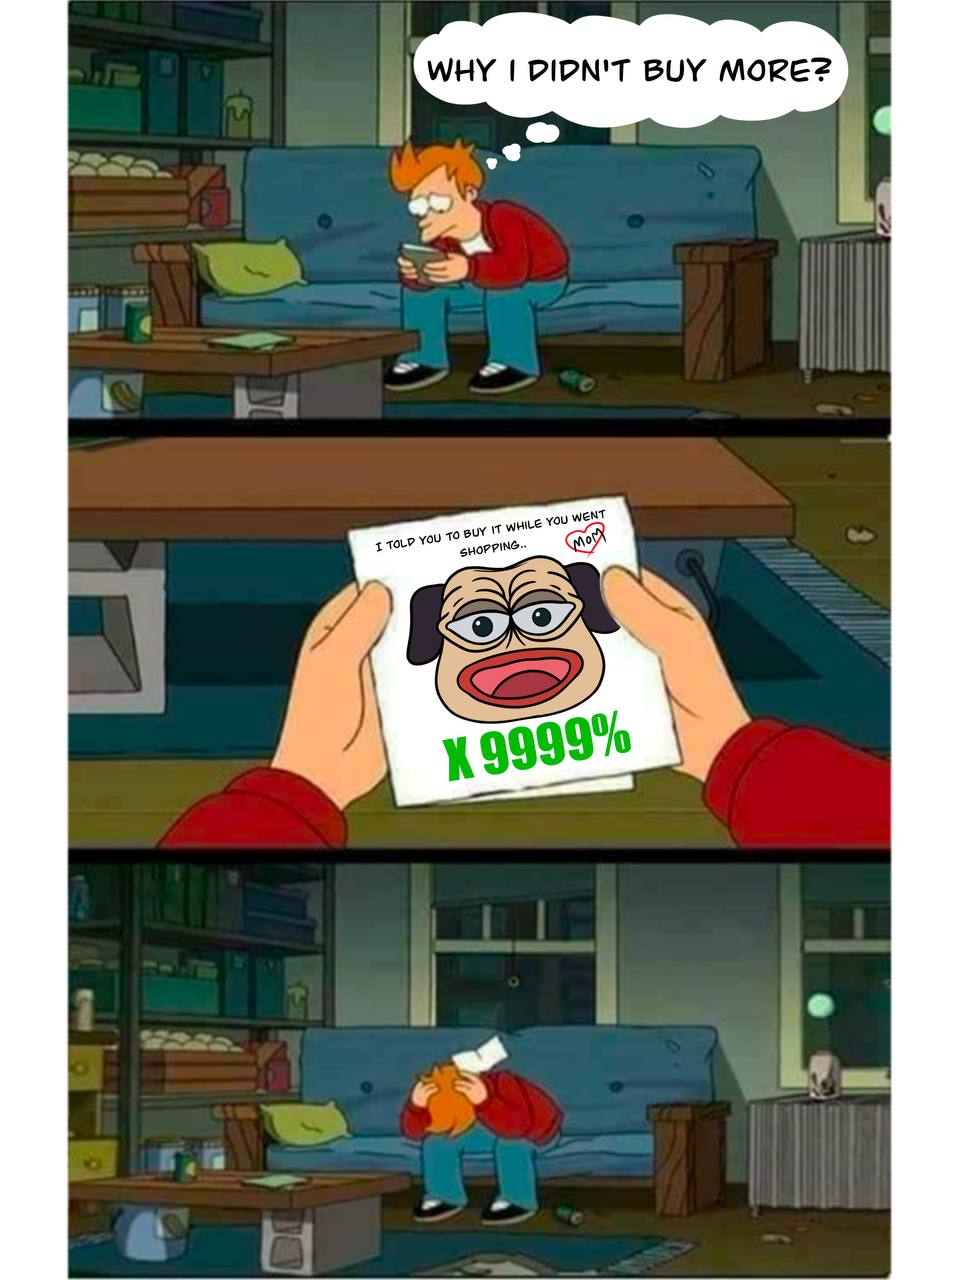 WHY I DIDN'T BUY MORE?
I TOLD YOU TO BUY IT WHILE YOU WENT
SHOPPING..
MOM
X 9999%